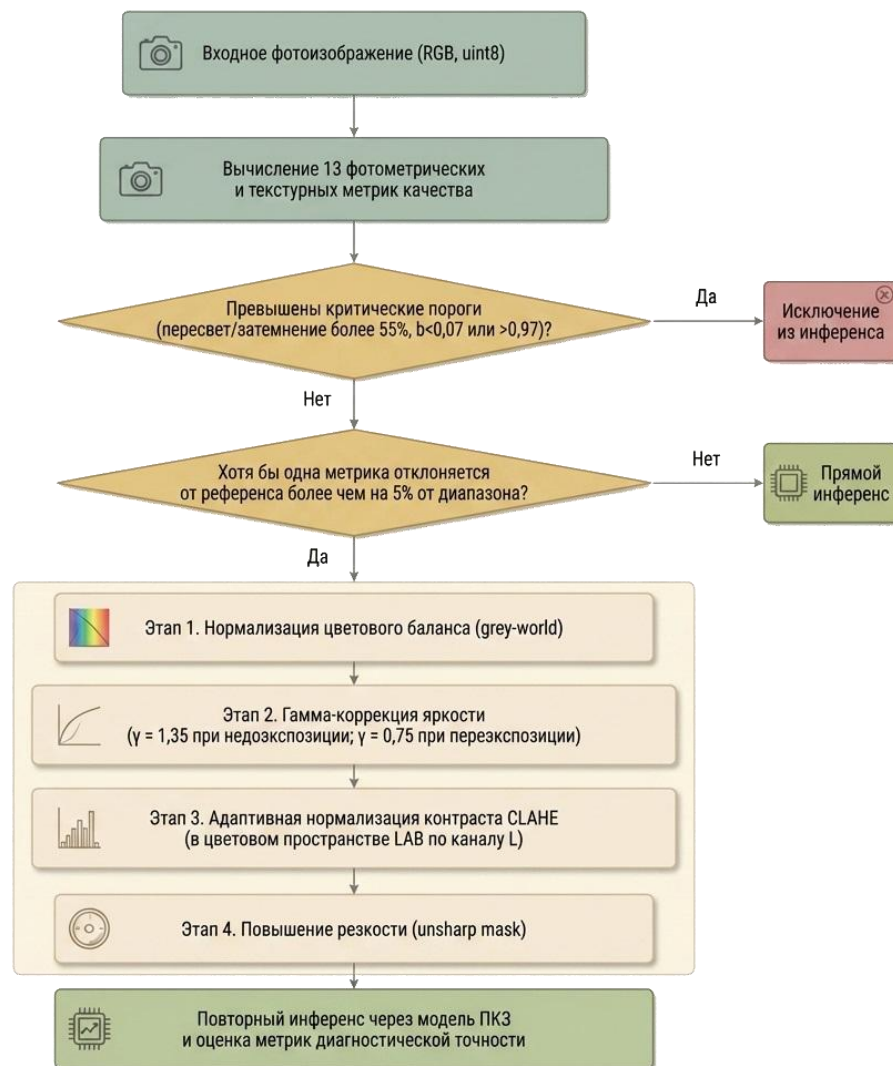 Входное фотоизображение (RGB, uint8)
Вычисление 13 фотометрических
и текстурных метрик качества
Превышены критические пороги
(пересвет/затемнение более 55%, b<0,07 или >0,97)?
Да
Исключение
из инференса
Нет
Хотя бы одна метрика отклоняется
от референса более чем на 5% от диапазона?
Нет
Прямой
инференс
Да
Этап 1. Нормализация цветового баланса (grey-world)
Этап 2. Гамма-коррекция яркости
(γ = 1,35 при недоэкспозиции; γ = 0,75 при переэкспозиции)
Этап 3. Адаптивная нормализация контраста CLAHE
(в цветовом пространстве LAB по каналу L)
Этап 4. Повышение резкости (unsharp mask)
Повторный инференс через модель ПКЗ
и оценка метрик диагностической точности